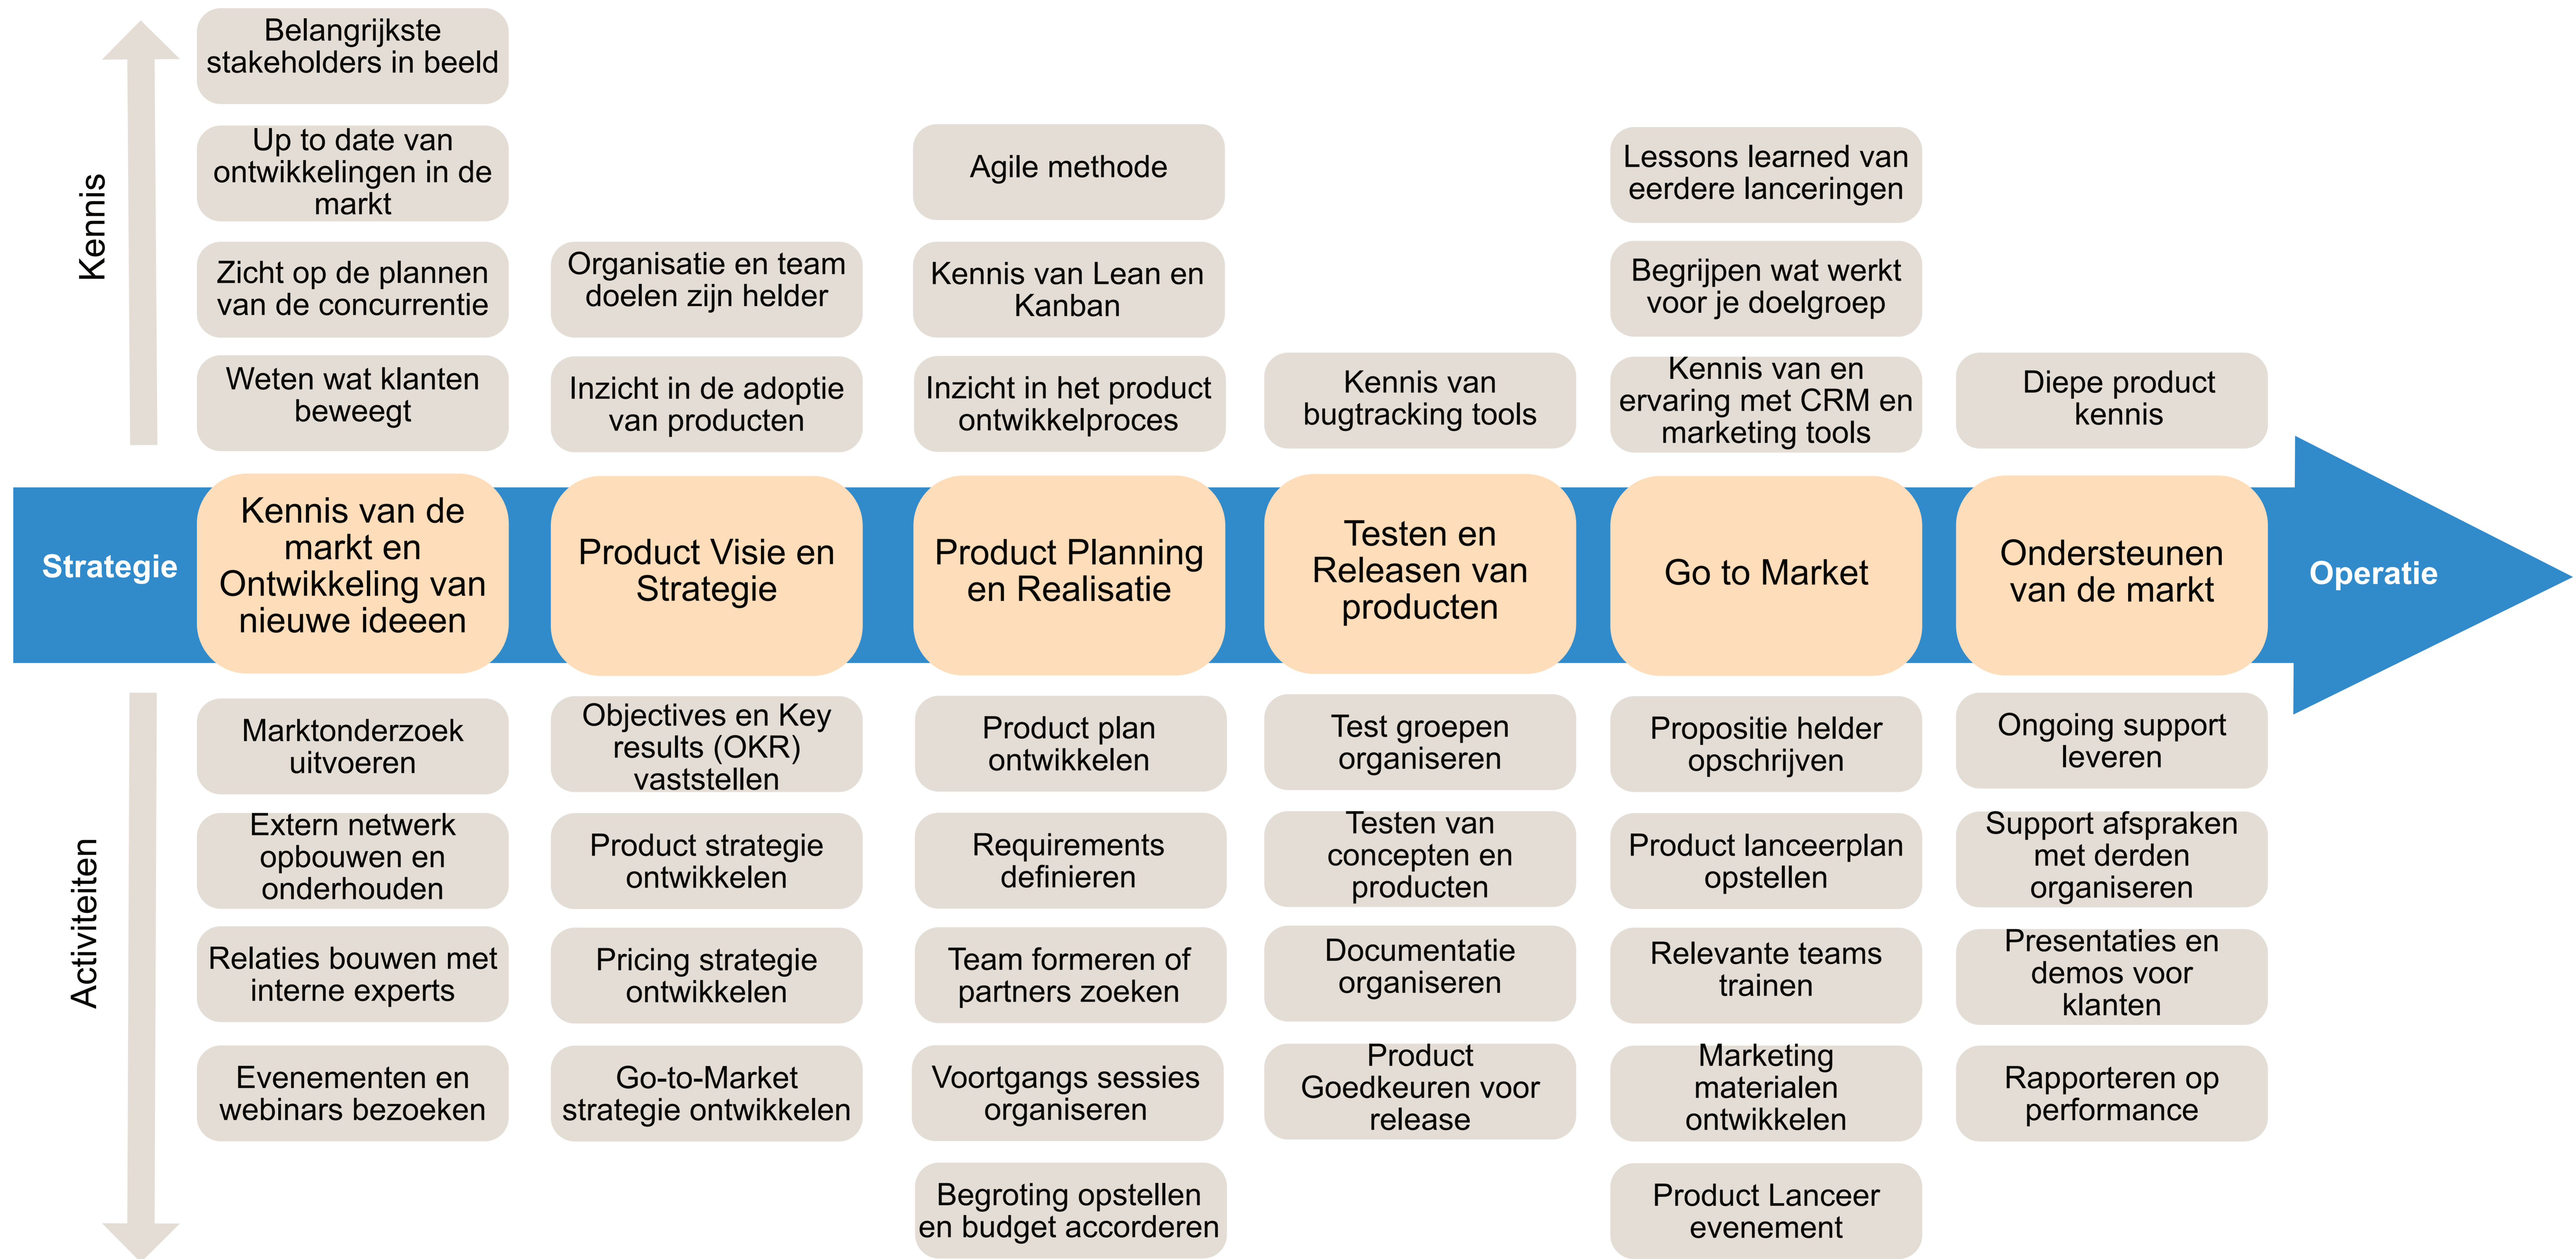 Kennis
Belangrijkste
stakeholders in beeld
Up to date van
ontwikkelingen in de
markt
Zicht op de plannen
van de concurrentie
Weten wat klanten
beweegt
Organisatie en team
doelen zijn helder
Inzicht in de adoptie
van producten
Agile methode
Kennis van Lean en
Kanban
Inzicht in het product
ontwikkelproces
Kennis van
bugtracking tools
Lessons learned van
eerdere lanceringen
Begrijpen wat werkt
voor je doelgroep
Kennis van en
ervaring met CRM en
marketing tools
Diepe product
kennis
Strategie
Kennis van de
markt en
Ontwikkeling van
nieuwe ideeen
Product Visie en
Strategie
Product Planning
en Realisatie
Testen en
Releasen van
producten
Go to Market
Ondersteunen
van de markt
Operatie
Activiteiten
Marktonderzoek
uitvoeren
Extern netwerk
opbouwen en
onderhouden
Relaties bouwen met
interne experts
Evenementen en
webinars bezoeken
Objectives en Key
results (OKR)
vaststellen
Product strategie
ontwikkelen
Pricing strategie
ontwikkelen
Go-to-Market
strategie ontwikkelen
Product plan
ontwikkelen
Requirements
definieren
Team formeren of
partners zoeken
Voortgangs sessies
organiseren
Begroting opstellen
en budget accorderen
Test groepen
organiseren
Testen van
concepten en
producten
Documentatie
organiseren
Product
Goedkeuren voor
release
Propositie helder
opschrijven
Product lanceerplan
opstellen
Relevante teams
trainen
Marketing
materialen
ontwikkelen
Product Lanceer
evenement
Ongoing support
leveren
Support afspraken
met derden
organiseren
Presentaties en
demos voor
klanten
Rapporteren op
performance